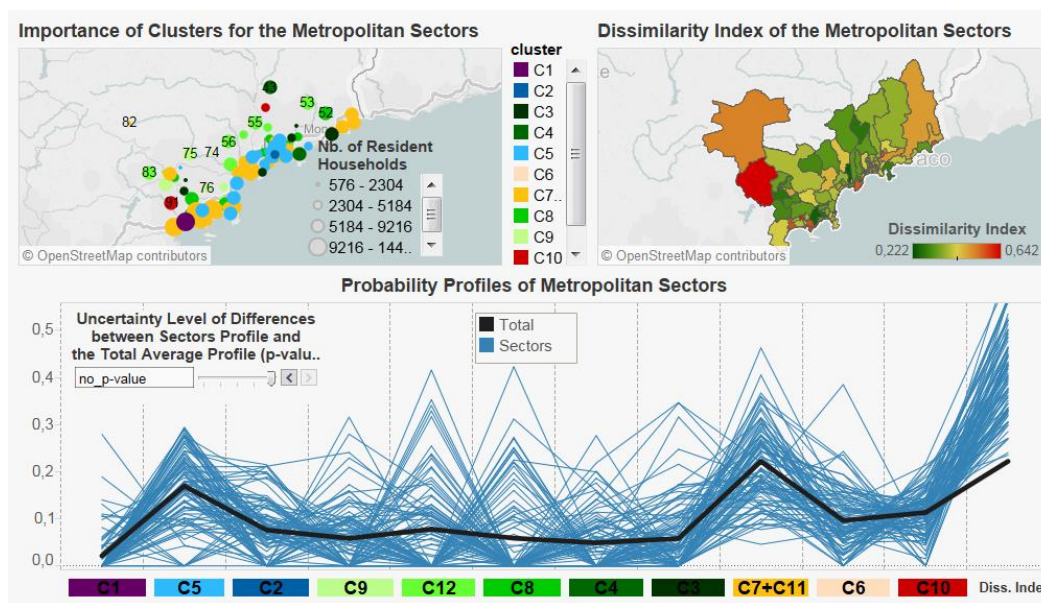 Importance of Clusters for the Metropolitan Sectors
Dissimilarity Index of the Metropolitan Sectors
cluster
C1
C2
C3
C4
C5
C6
C7..
C8
C9
C10
43
53
52
82
55
56
75
74
83
76
91
Nb. of Resident
Households
576 - 2304
2304 - 5184
5184 - 9216
9216 - 144..
© OpenStreetMap contributors
e
aco
Dissimilarity Index
0,222
0,642
© OpenStreetMap contributors
Probability Profiles of Metropolitan Sectors
Uncertainty Level of Differences
between Sectors Profile and
the Total Average Profile (p-valu..
no_p-value
Total
Sectors
0,5
0,4
0,3
0,2
0,1
0,0
C1 C5 C2 C9 C12 C8 C4 C3 C7+C11 C6 C10 Diss. Inde